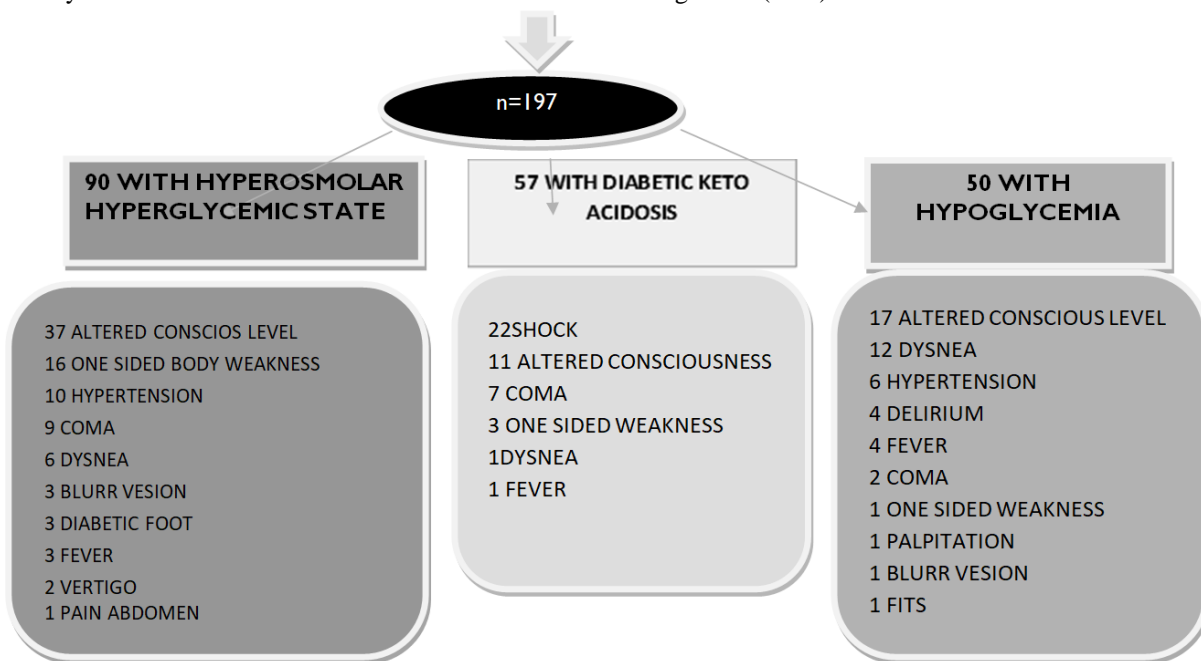 n=197
90 WITH HYPEROSMOLAR
HYPERGLYCEMIC STATE
37 ALTERED CONSCIOS LEVEL
16 ONE SIDED BODY WEAKNESS
10 HYPERTENSION
9 COMA
6 DYSNEA
3 BLURR VESION
3 DIABETIC FOOT
3 FEVER
2 VERTIGO
1 PAIN ABDOMEN
57 WITH DIABETIC KETO
ACIDOSIS
22SHOCK
11 ALTERED CONSCIOUSNESS
7 COMA
3 ONE SIDED WEAKNESS
1DYSNEA
1 FEVER
50 WITH
HYPOGLYCEMIA
17 ALTERED CONSCIOUS LEVEL
12 DYSNEA
6 HYPERTENSION
4 DELIRIUM
4 FEVER
2 COMA
1 ONE SIDED WEAKNESS
1 PALPITATION
1 BLURR VESION
1 FITS